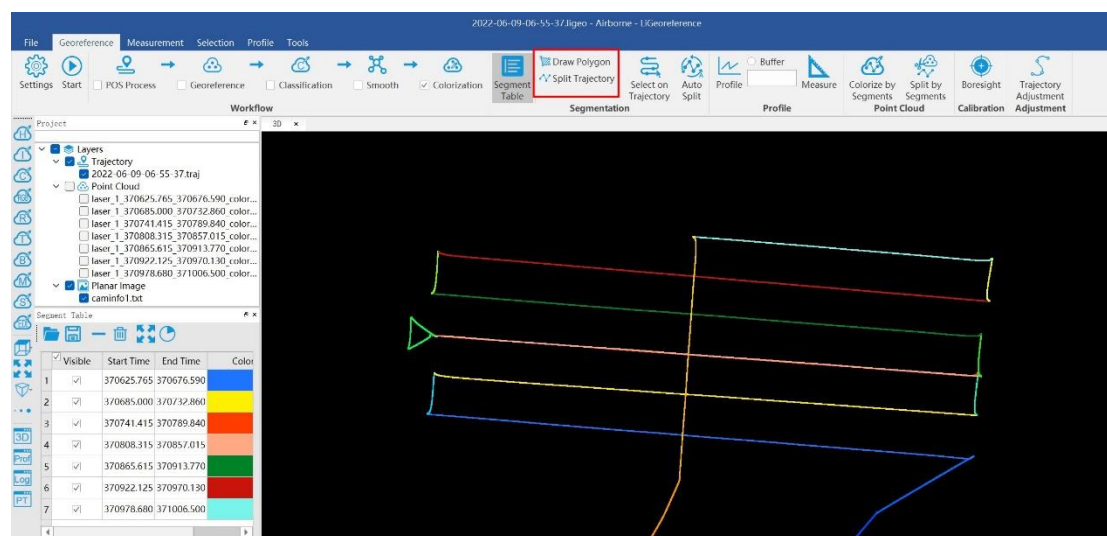 2022-06-09-06-55-37.ligeo - Airborne - LiGeoreference
File Georeference Measurement Selection Profile Tools
Settings Start POS Process Georeference Classification Smooth Colorization Segment Table Draw Polygon Split Trajectory Select on Trajectory Auto Split Profile Buffer Measure Colorize by Segments Split by Segments Boresight Trajectory Adjustment
Workflow Segmentation Profile Point Cloud Calibration Adjustment
Project
3D
Layers
Trajectory
2022-06-09-06-55-37.traj
Point Cloud
laser_1_370625.765_370676.590_color...
laser_1_370685.000_370732.860_color...
laser_1_370741.415_370789.840_color...
laser_1_370808.315_370857.015_color...
laser_1_370865.615_370913.770_color...
laser_1_370922.125_370970.130_color...
laser_1_370978.680_371006.500_color...
Planar Image
caminfo1.txt
Segment Table
Visible Start Time End Time Color
1 370625.765 370676.590
2 370685.000 370732.860
3 370741.415 370789.840
4 370808.315 370857.015
5 370865.615 370913.770
6 370922.125 370970.130
7 370978.680 371006.500
H
I
C
RGB
R
T
B
M
S
3D
Prof
Log
PT